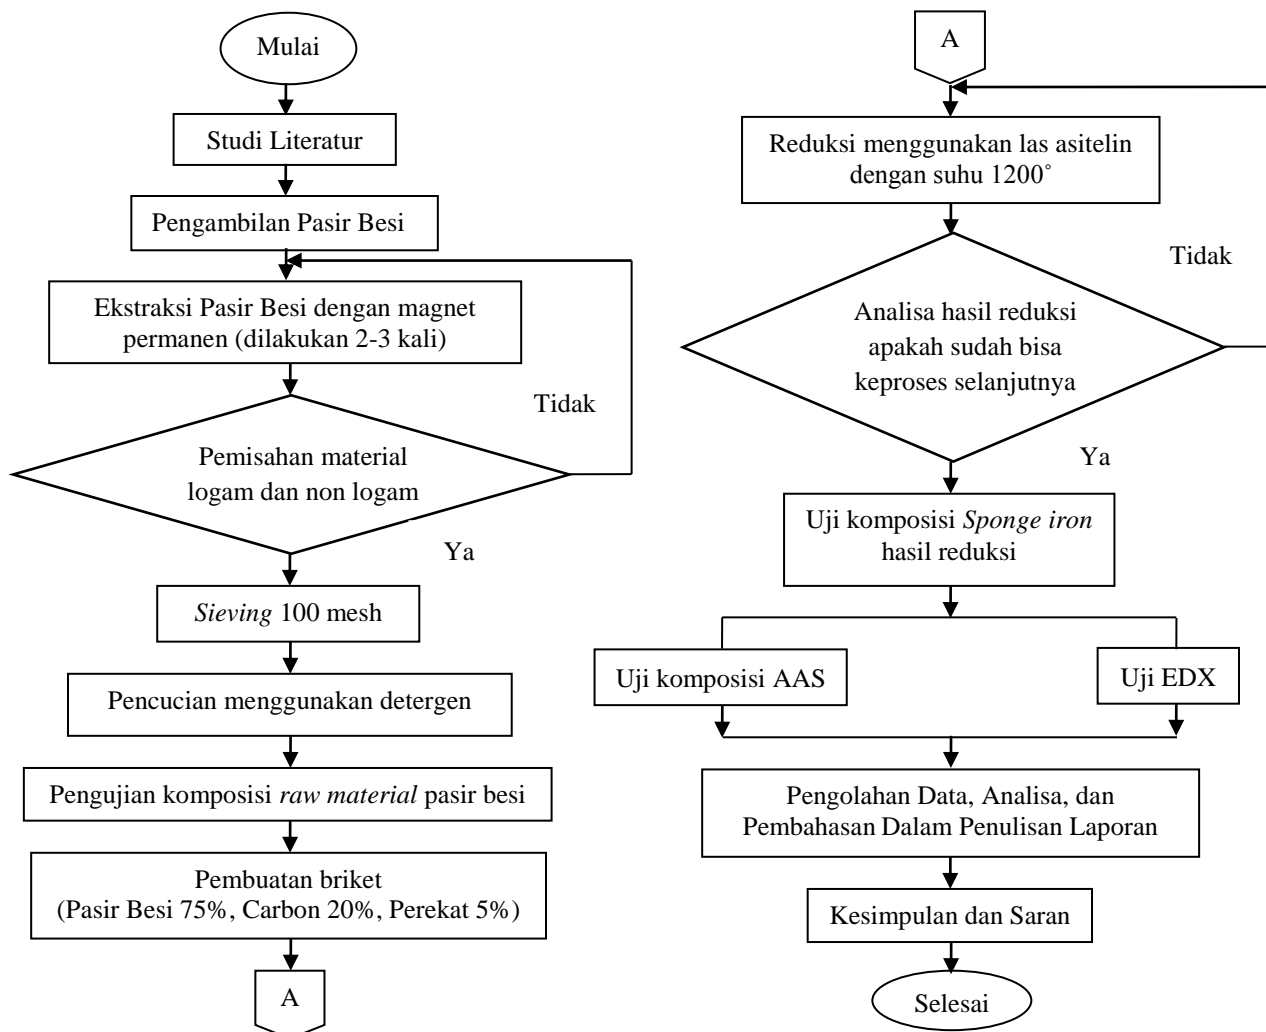 Mulai
Studi Literatur
Pengambilan Pasir Besi
Ekstraksi Pasir Besi dengan magnet
permanen (dilakukan 2-3 kali)
Tidak
Pemisahan material
logam dan non logam
Ya
Sieving 100 mesh
Pencucian menggunakan detergen
Pengujian komposisi raw material pasir besi
Pembuatan briket
(Pasir Besi 75%, Carbon 20%, Perekat 5%)
A
A
Reduksi menggunakan las asitelin
dengan suhu 1200˚
Tidak
Analisa hasil reduksi
apakah sudah bisa
keproses selanjutnya
Ya
Uji komposisi Sponge iron
hasil reduksi
Uji komposisi AAS
Uji EDX
Pengolahan Data, Analisa, dan
Pembahasan Dalam Penulisan Laporan
Kesimpulan dan Saran
Selesai